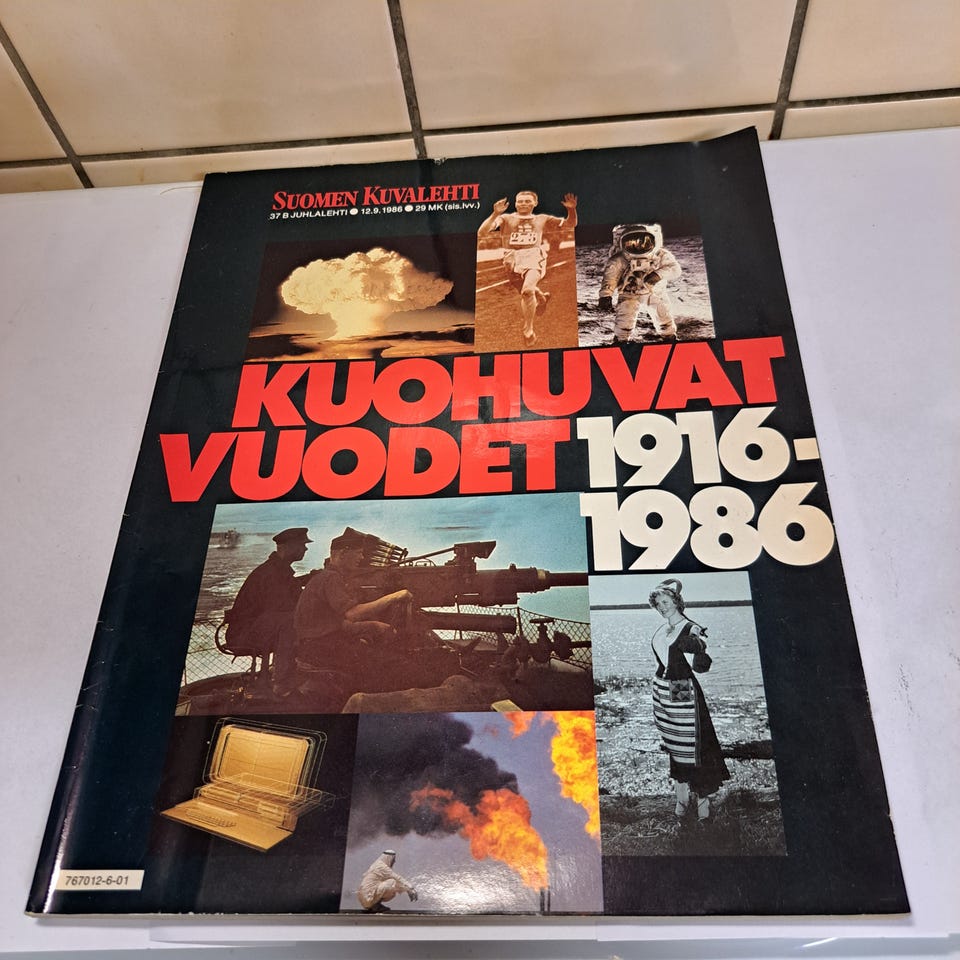 SUOMEN KUVALEHTI
37 B JUHLALEHTI ● 12.9.1986 ● 29 MK (sis.lvv.)
KUOHUVAT
VUODET 1916-
1986
767012-6-01